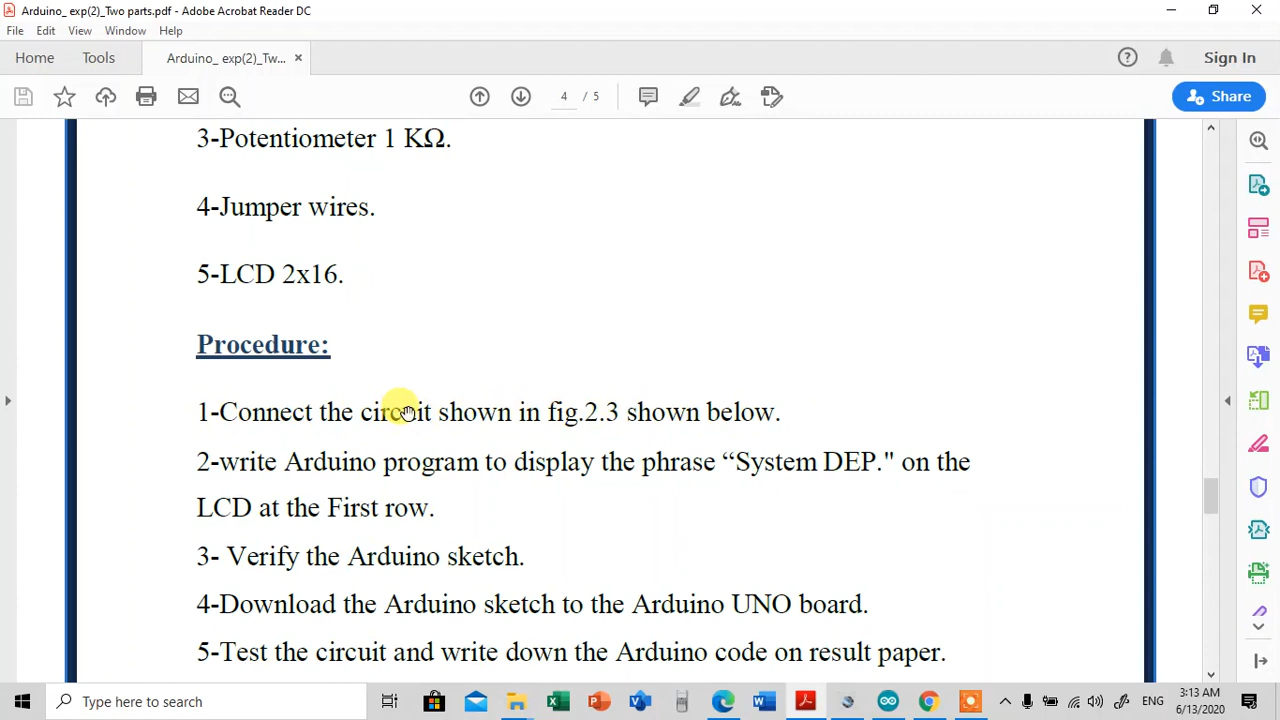 Arduino_ exp(2)_Two parts.pdf - Adobe Acrobat Reader DC
File Edit View Window Help
Home Tools Arduino_ exp(2)_Tw... × Sign In
4 / 5 Share
3-Potentiometer 1 KΩ.
4-Jumper wires.
5-LCD 2x16.
Procedure:
1-Connect the circuit shown in fig.2.3 shown below.
2-write Arduino program to display the phrase “System DEP." on the
LCD at the First row.
3- Verify the Arduino sketch.
4-Download the Arduino sketch to the Arduino UNO board.
5-Test the circuit and write down the Arduino code on result paper.
Type here to search ENG 3:13 AM
6/13/2020